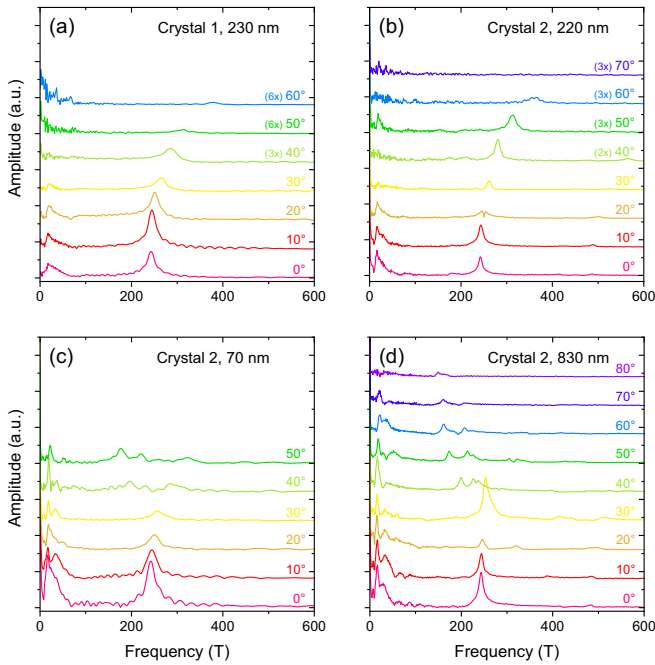 (a) Crystal 1, 230 nm
Amplitude (a.u.)
(6x) 60°
(6x) 50°
(3x) 40°
30°
20°
10°
0°
0 200 400 600
(b) Crystal 2, 220 nm
(3x) 70°
(3x) 60°
(3x) 50°
(2x) 40°
30°
20°
10°
0°
0 200 400 600
(c) Crystal 2, 70 nm
Amplitude (a.u.)
50°
40°
30°
20°
10°
0°
0 200 400 600
Frequency (T)
(d) Crystal 2, 830 nm
80°
70°
60°
50°
40°
30°
20°
10°
0°
0 200 400 600
Frequency (T)